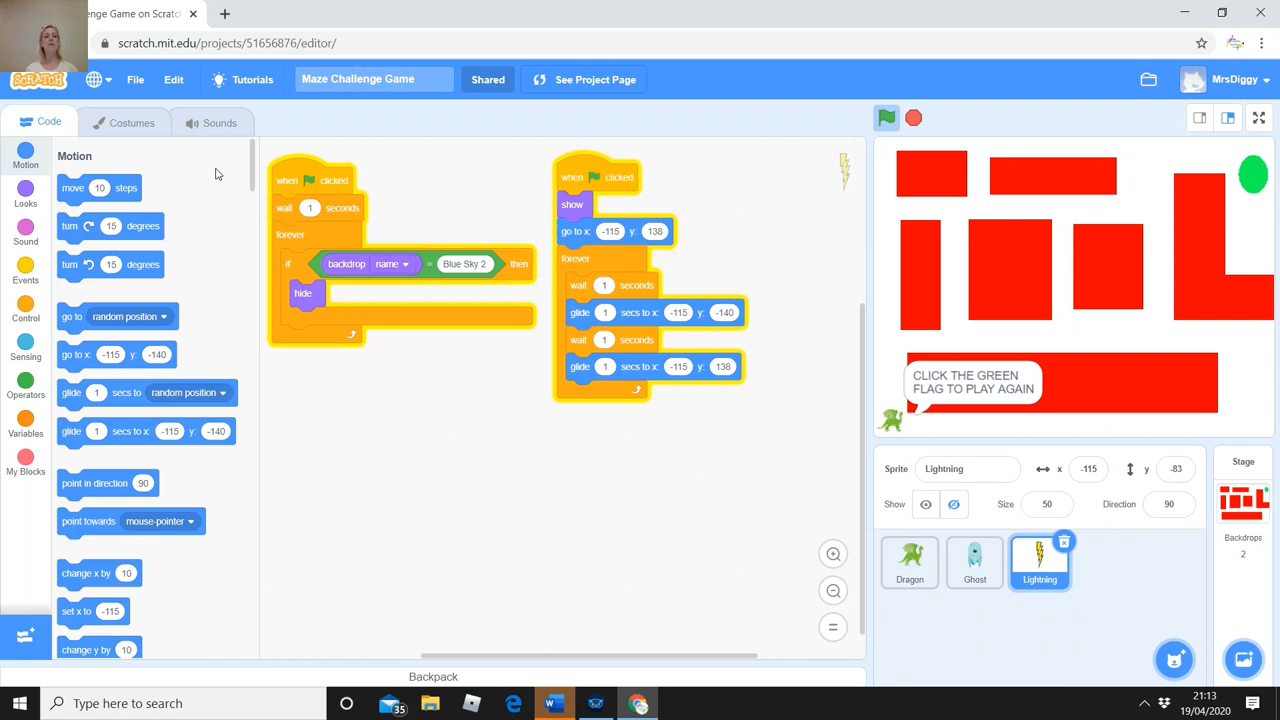 enge Game on Scratch
scratch.mit.edu/projects/51656876/editor/
SCRATCH
File
Edit
Tutorials
Maze Challenge Game
Shared
See Project Page
MrsDiggy
Code
Costumes
Sounds
Motion
Looks
Sound
Events
Control
Sensing
Operators
Variables
My Blocks
Motion
move 10 steps
turn 15 degrees
turn 15 degrees
go to random position
go to x: -115 y: -140
glide 1 secs to random position
glide 1 secs to x: -115 y: -140
point in direction 90
point towards mouse-pointer
change x by 10
set x to -115
change y by 10
when clicked
wait 1 seconds
forever
if backdrop name = Blue Sky 2 then
hide
when clicked
show
go to x: -115 y: 138
forever
wait 1 seconds
glide 1 secs to x: -115 y: -140
wait 1 seconds
glide 1 secs to x: -115 y: 138
CLICK THE GREEN
FLAG TO PLAY AGAIN
Sprite Lightning x -115 y -83
Show Size 50 Direction 90
Dragon
Ghost
Lightning
Stage
Backdrops
2
Backpack
Type here to search
35
21:13
19/04/2020